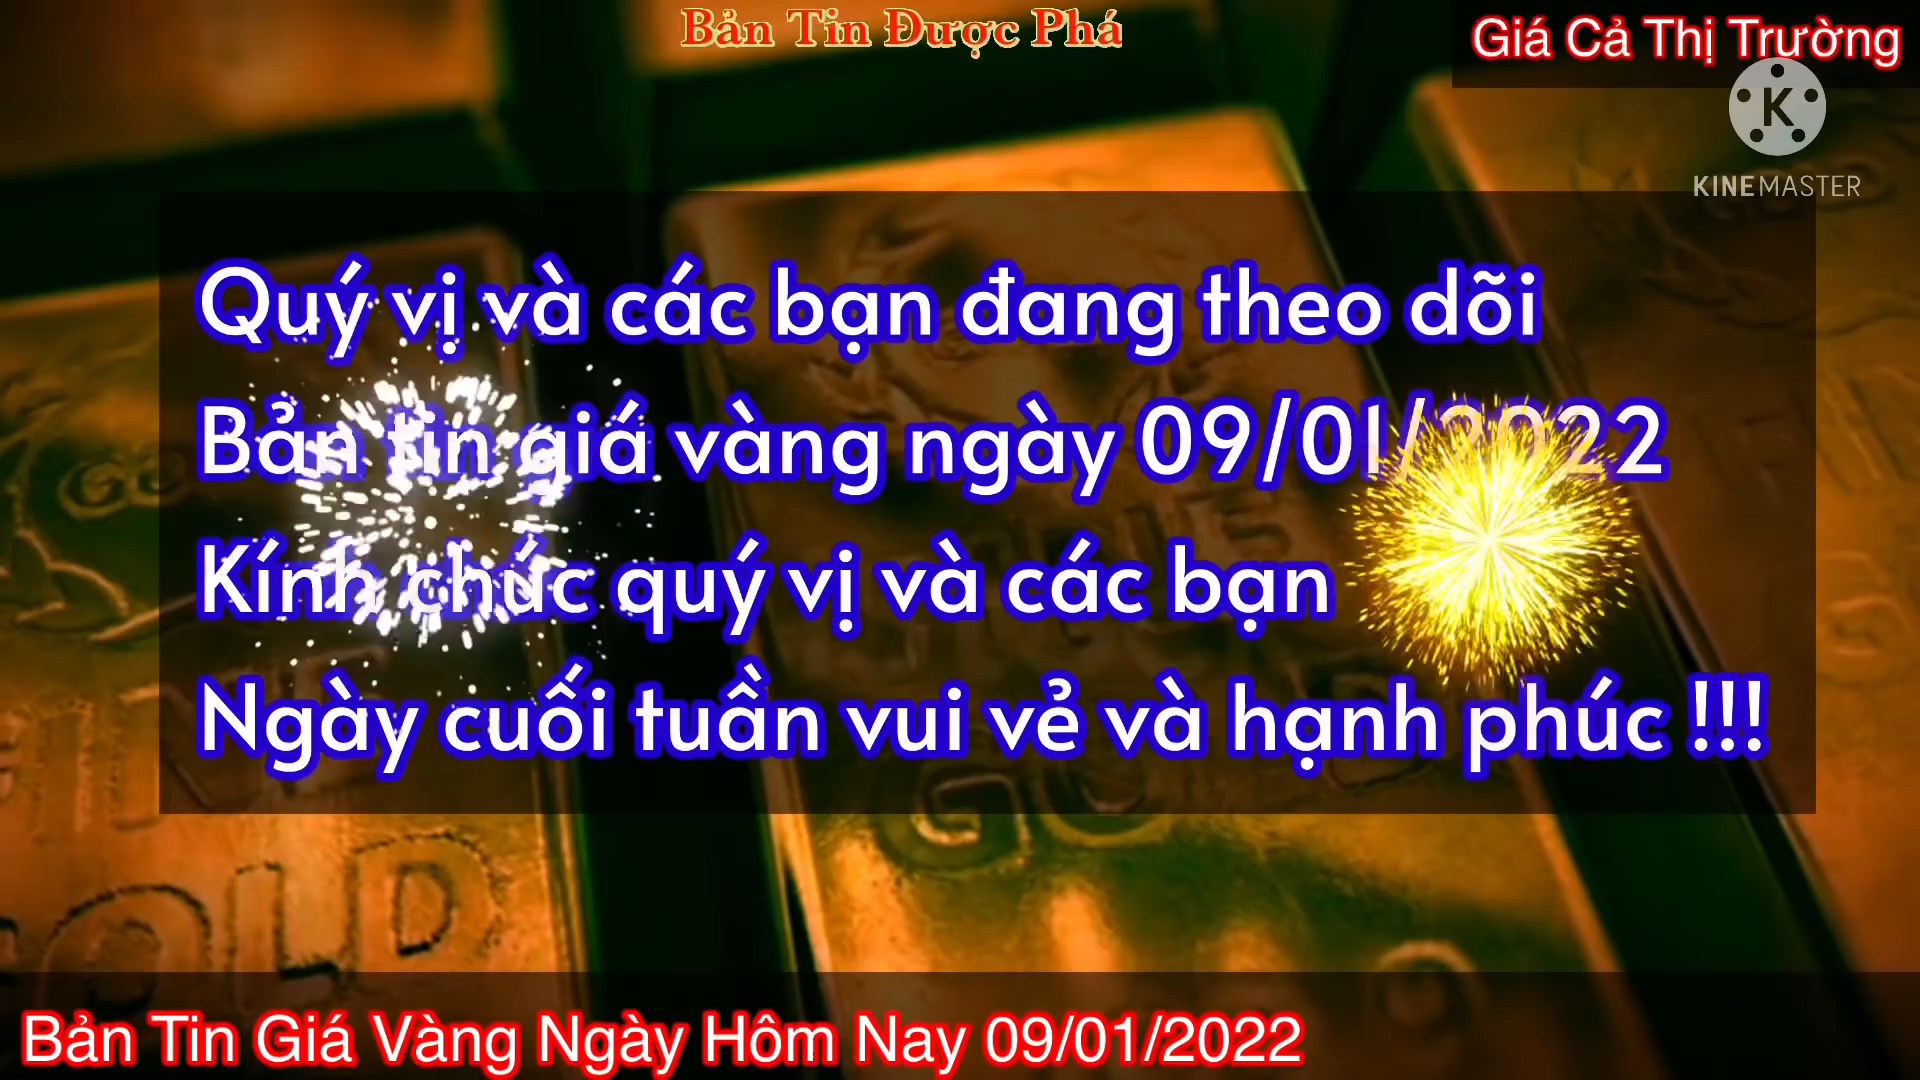 Bản Tin Được Phá
Giá Cả Thị Trường
K
KINEMASTER
Quý vị và các bạn đang theo dõi
Bản tin giá vàng ngày 09/01/2022
Kính chúc quý vị và các bạn
Ngày cuối tuần vui vẻ và hạnh phúc !!!
GOLD
Bản Tin Giá Vàng Ngày Hôm Nay 09/01/2022